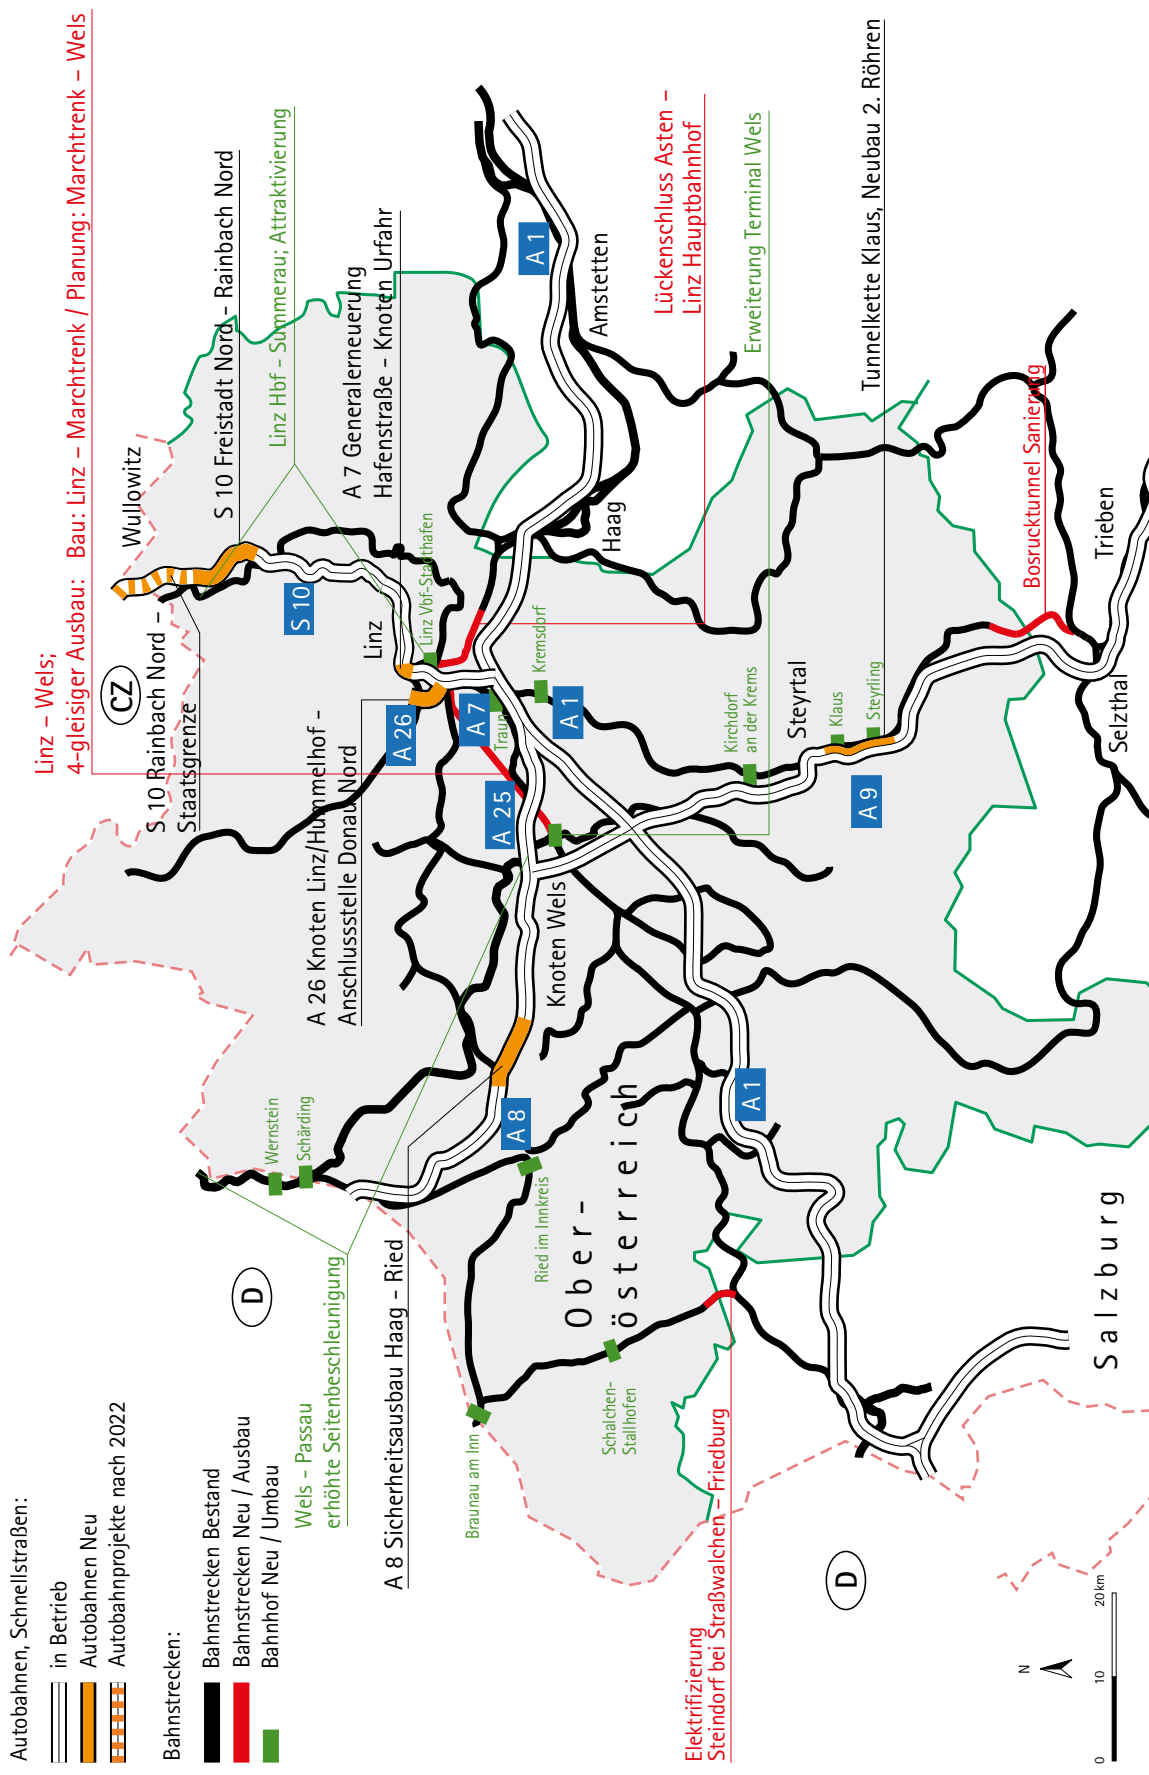 Autobahnen, Schnellstraßen:
in Betrieb
Autobahnen Neu
Autobahnprojekte nach 2022
Bahnstrecken:
Bahnstrecken Bestand
Bahnstrecken Neu / Ausbau
Bahnhof Neu / Umbau
Wels – Passau
erhöhte Seitenbeschleunigung
A 8 Sicherheitsausbau Haag – Ried
Linz – Wels;
4-gleisiger Ausbau: Bau: Linz – Marchtrenk / Planung: Marchtrenk – Wels
CZ
Wullowitz
S 10 Rainbach Nord –
Staatsgrenze
S 10 Freistadt Nord – Rainbach Nord
Linz Hbf – Summerau; Attraktivierung
S 10
A 26 Knoten Linz/Hummelhof –
Anschlussstelle Donau Nord
A 7 Generalerneuerung
Hafenstraße – Knoten Urfahr
Linz
Linz Vbf-Stadthafen
A 26
A 7
Traun
A 25
Kremsdorf
A 1
A 1
Amstetten
Haag
Lückenschluss Asten –
Linz Hauptbahnhof
Erweiterung Terminal Wels
Tunnelkette Klaus, Neubau 2. Röhren
Bosrucktunnel Sanierung
Wernstein
Schärding
D
Knoten Wels
A 8
Ried im Innkreis
Ober-
österreich
Braunau am Inn
Schalchen-
Stallhofen
A 1
Kirchdorf
an der Krems
Steyrtal
Klaus
Steyrling
A 9
Selzthal
Trieben
Salzburg
D
Elektrifizierung
Steindorf bei Straßwalchen – Friedburg
N
0 10 20 km